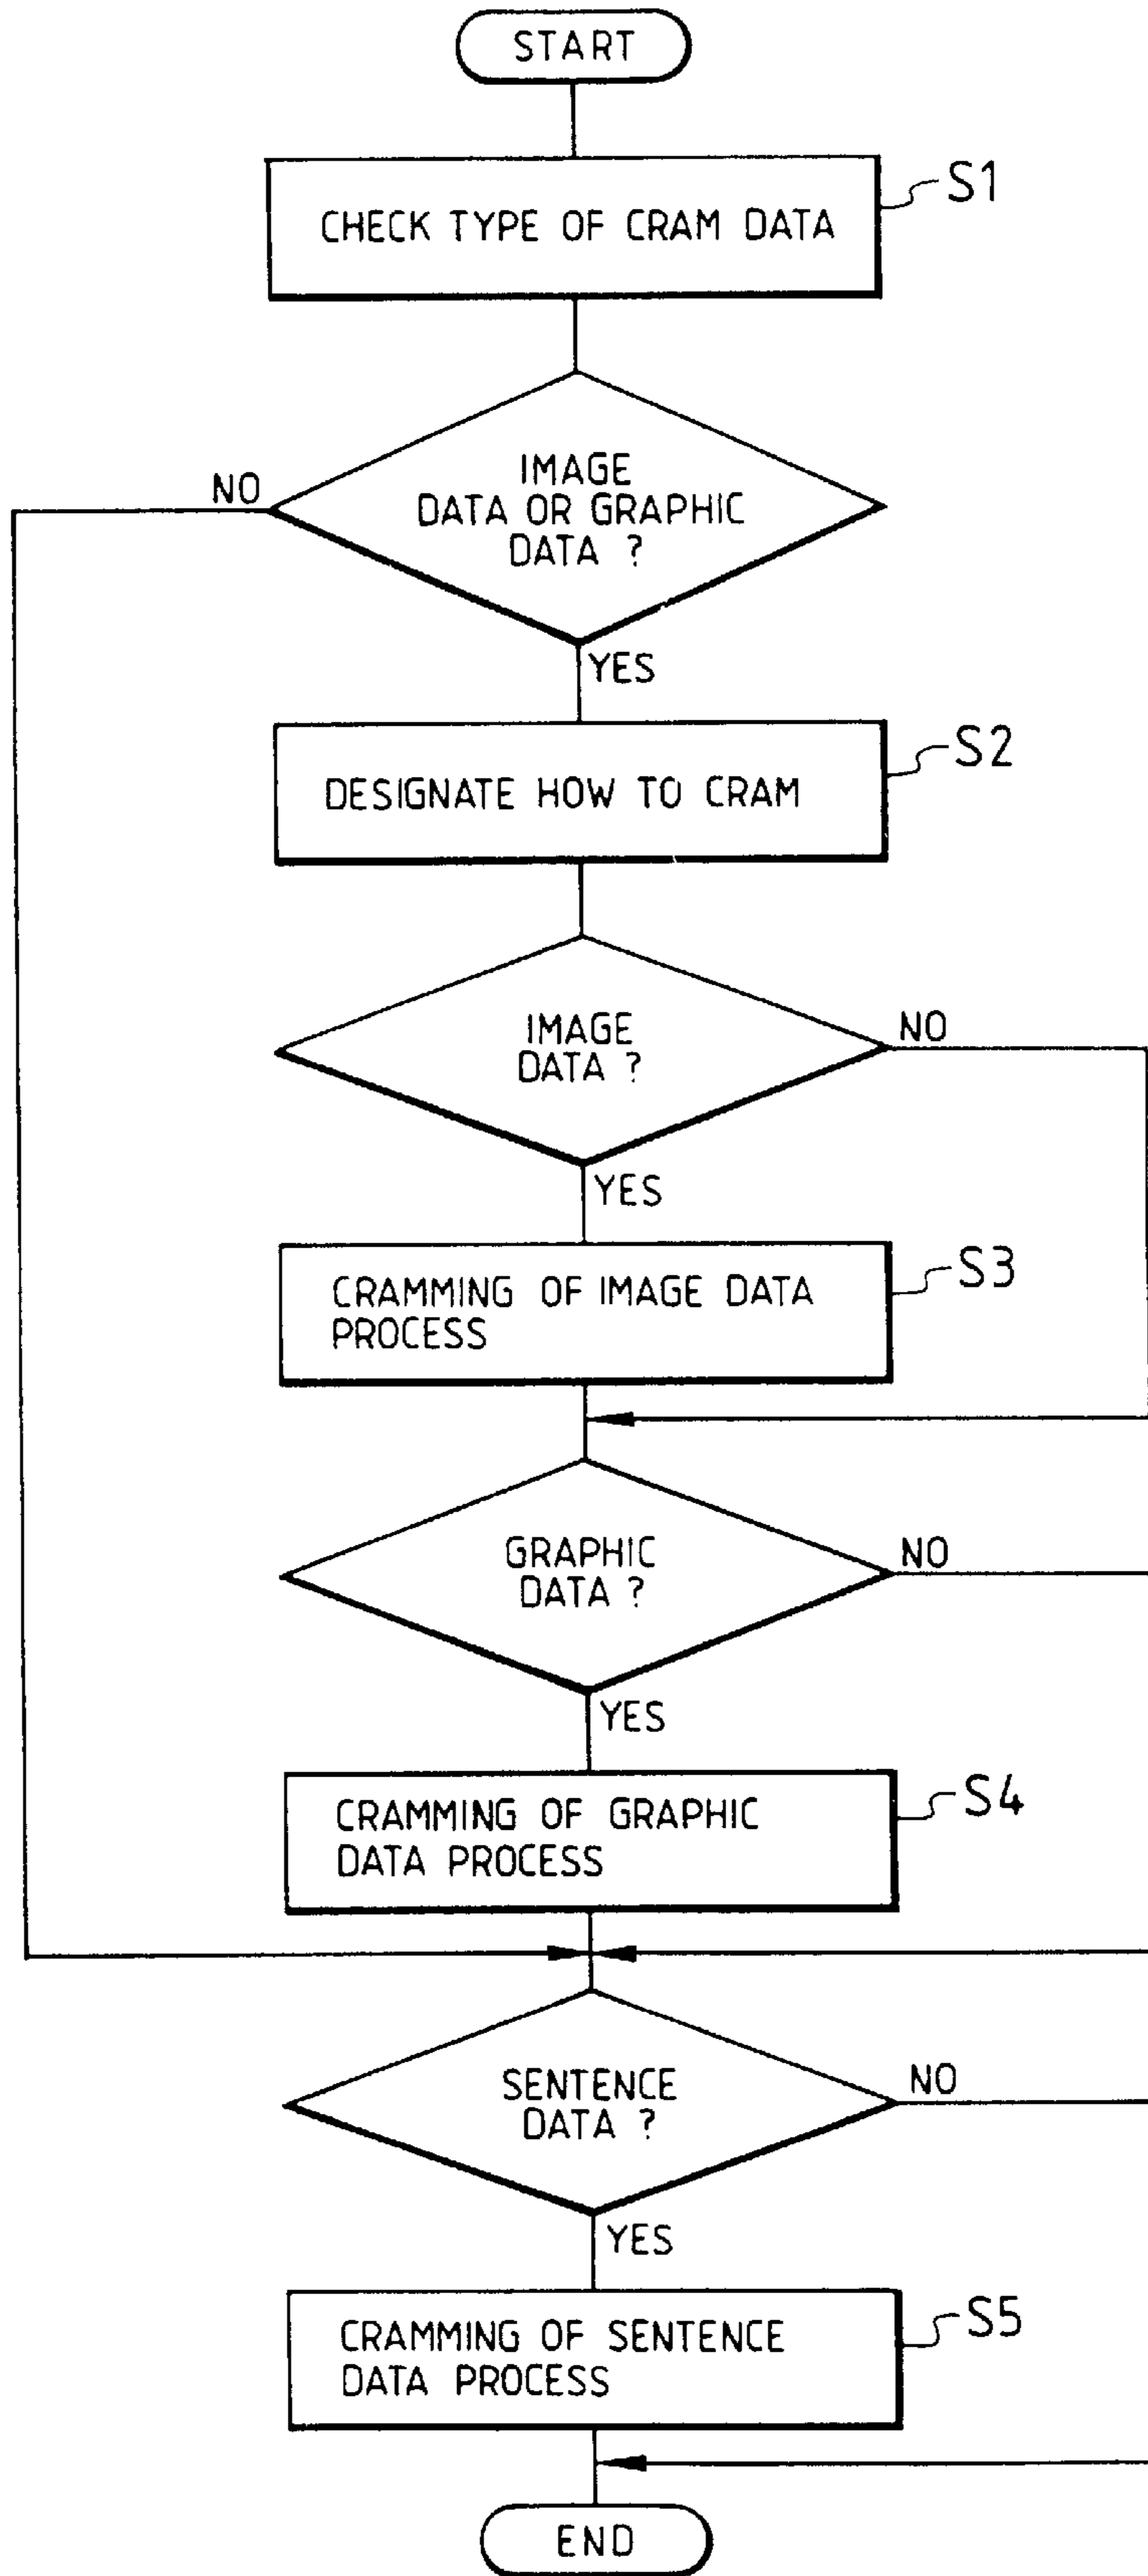 START
CHECK TYPE OF CRAM DATA
S1
IMAGE
DATA OR GRAPHIC
DATA ?
NO
YES
DESIGNATE HOW TO CRAM
S2
IMAGE
DATA ?
NO
YES
CRAMMING OF IMAGE DATA
PROCESS
S3
GRAPHIC
DATA ?
NO
YES
CRAMMING OF GRAPHIC
DATA PROCESS
S4
SENTENCE
DATA ?
NO
YES
CRAMMING OF SENTENCE
DATA PROCESS
S5
END